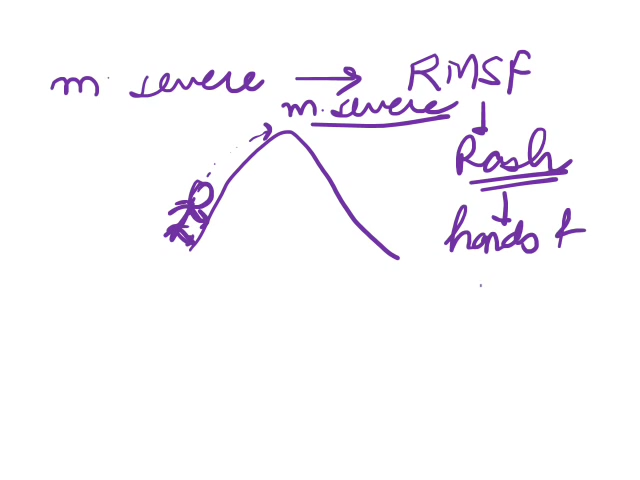 m. severe → RMSF
m. severe
Rash
hands f